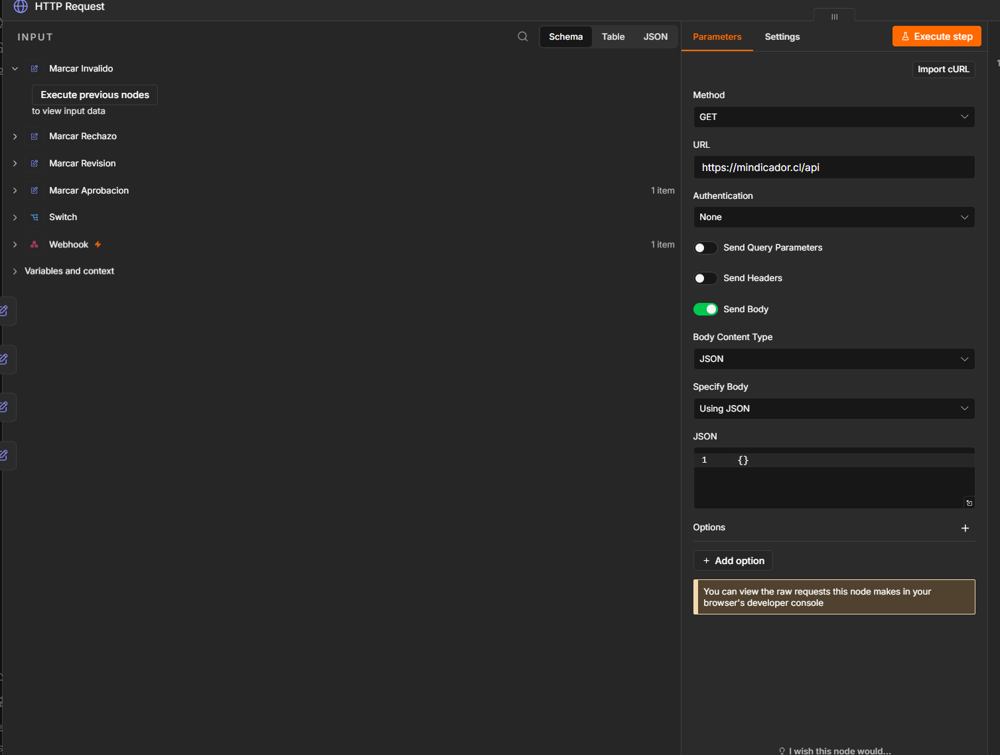 HTTP Request
INPUT
Schema
Table
JSON
Marcar Invalido
Execute previous nodes
to view input data
Marcar Rechazo
Marcar Revision
Marcar Aprobacion
1 item
Switch
Webhook
1 item
Variables and context
Parameters
Settings
Execute step
Import cURL
Method
GET
URL
https://mindicador.cl/api
Authentication
None
Send Query Parameters
Send Headers
Send Body
Body Content Type
JSON
Specify Body
Using JSON
JSON
1 {}
Options
Add option
You can view the raw requests this node makes in your
browser's developer console
I wish this node would...